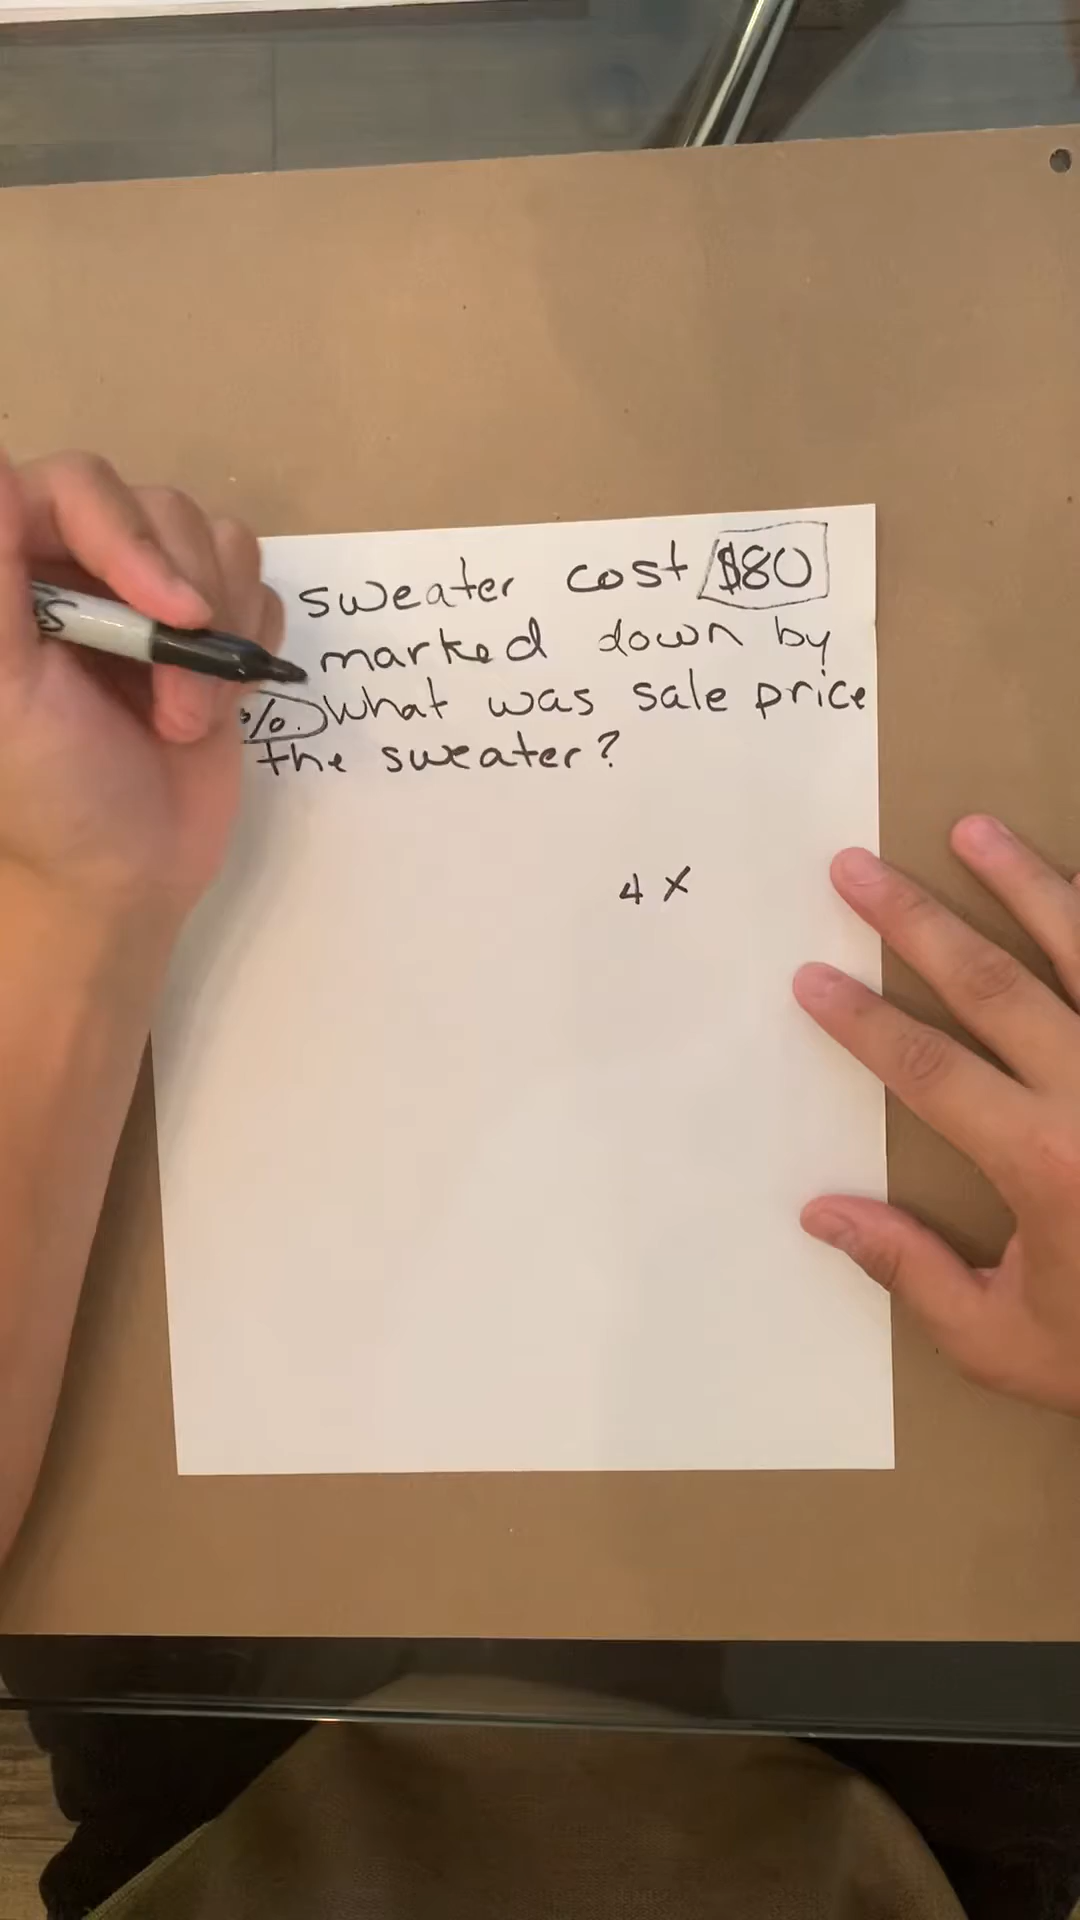 sweater cost $80
marked down by
%. What was sale price
the sweater?
4 x